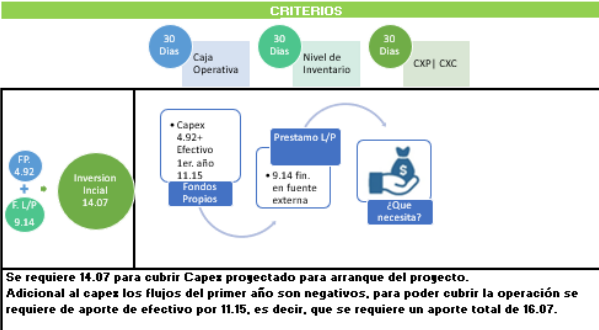 CRITERIOS
30
Dias
Caja
Operativa
30
Dias
Nivel de
Inventario
30
Dias
CXP| CXC
FP.
4.92
+
F. L/P
9.14
Inversion
Incial
14.07
• Capex
4.92+
Efectivo
1er. año
11.15
Fondos
Propios
Prestamo L/P
• 9.14 fin.
en fuente
externa
$
¿Que
necesita?
Se requiere 14.07 para cubrir Capex proyectado para arranque del proyecto.
Adicional al capex los flujos del primer año son negativos, para poder cubrir la operación se
requiere de aporte de efectivo por 11.15, es decir, que se requiere un aporte total de 16.07.